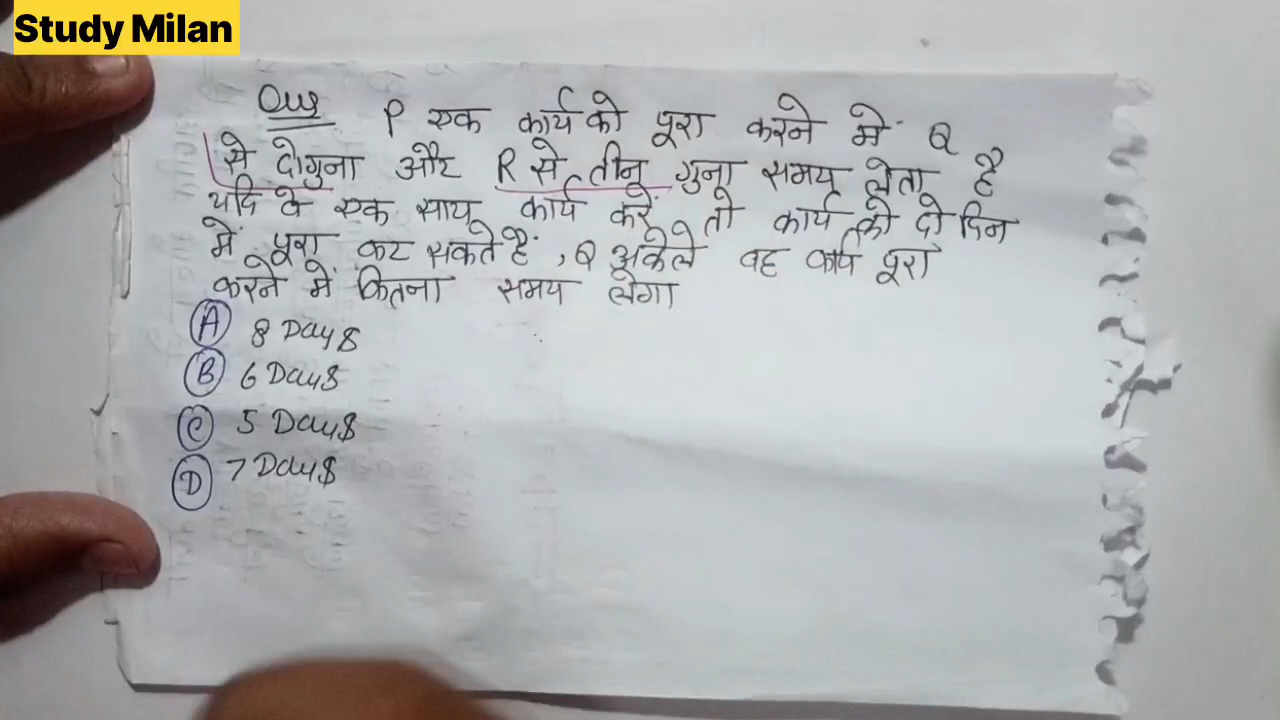 Study Milan
Que P एक कार्य को पूरा करने में Q
से दोगुना और R से तीन गुना समय लेता है
यदि वे एक साथ कार्य करें तो कार्य को दो दिन
में पूरा कर सकते हैं, Q अकेले वह कार्य पूरा
करने में कितना समय लेगा
A 8 Days
B 6 Days
C 5 Days
D 7 Days